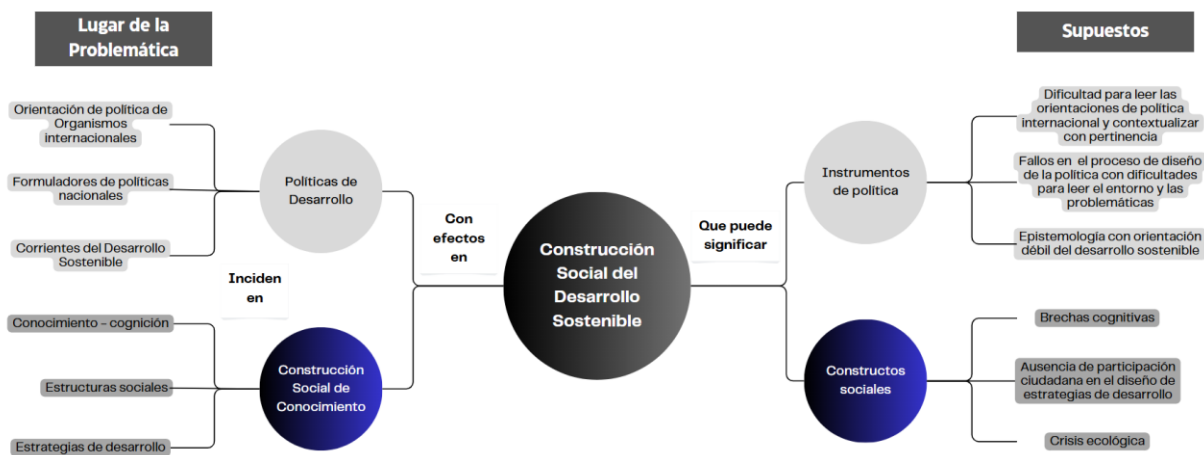 Lugar de la
Problemática
Supuestos
Orientación de política de
Organismos
internacionales
Formuladores de políticas
nacionales
Corrientes del Desarrollo
Sostenible
Políticas de
Desarrollo
Inciden
en
Conocimiento - cognición
Estructuras sociales
Estrategias de desarrollo
Construcción
Social de
Conocimiento
Con
efectos
en
Construcción
Social del
Desarrollo
Sostenible
Que puede
significar
Instrumentos
de política
Dificultad para leer las
orientaciones de política
internacional y contextualizar
con pertinencia
Fallos en el proceso de diseño
de la política con dificultades
para leer el entorno y las
problemáticas
Epistemología con orientación
débil del desarrollo sostenible
Constructos
sociales
Brechas cognitivas
Ausencia de participación
ciudadana en el diseño de
estrategias de desarrollo
Crisis ecológica